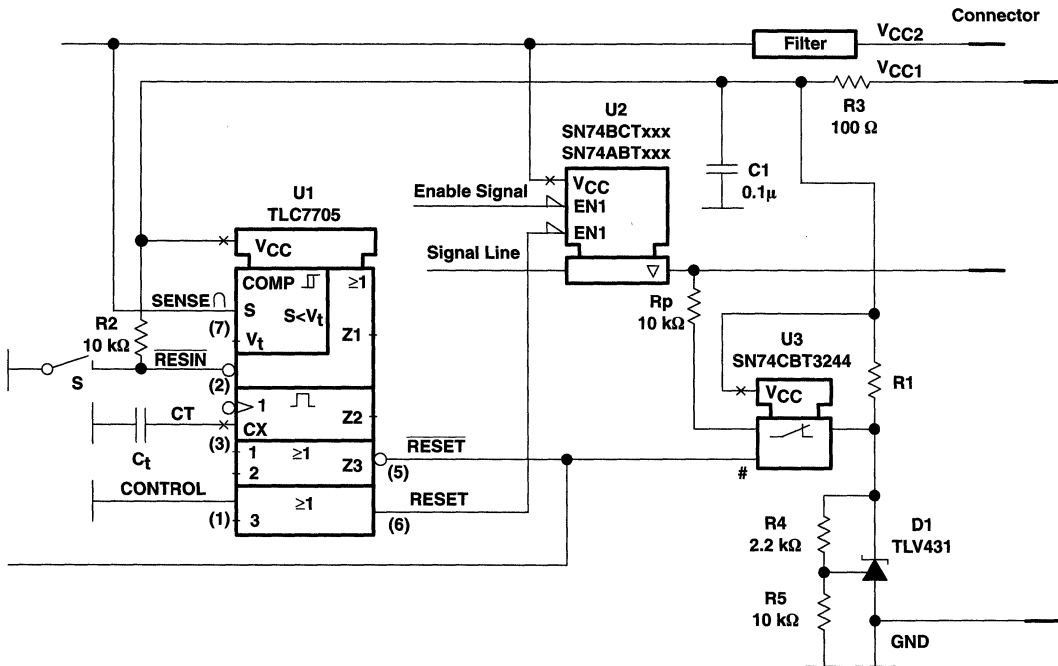 Connector
Filter
VCC2
VCC1
R3
100 Ω
U2
SN74BCTxxx
SN74ABTxxx
C1
0.1µ
VCC
EN1
EN1
Enable Signal
Signal Line
U1
TLC7705
VCC
COMP
≥1
S
S<Vt
Vt
Z1
SENSE
(7)
R2
10 kΩ
RESIN
(2)
S
1
Z2
CT
CX
(3)
Ct
1
≥1
Z3
2
RESET
(5)
CONTROL
≥1
(1)
3
RESET
(6)
Rp
10 kΩ
U3
SN74CBT3244
VCC
#
R1
R4
2.2 kΩ
D1
TLV431
R5
10 kΩ
GND